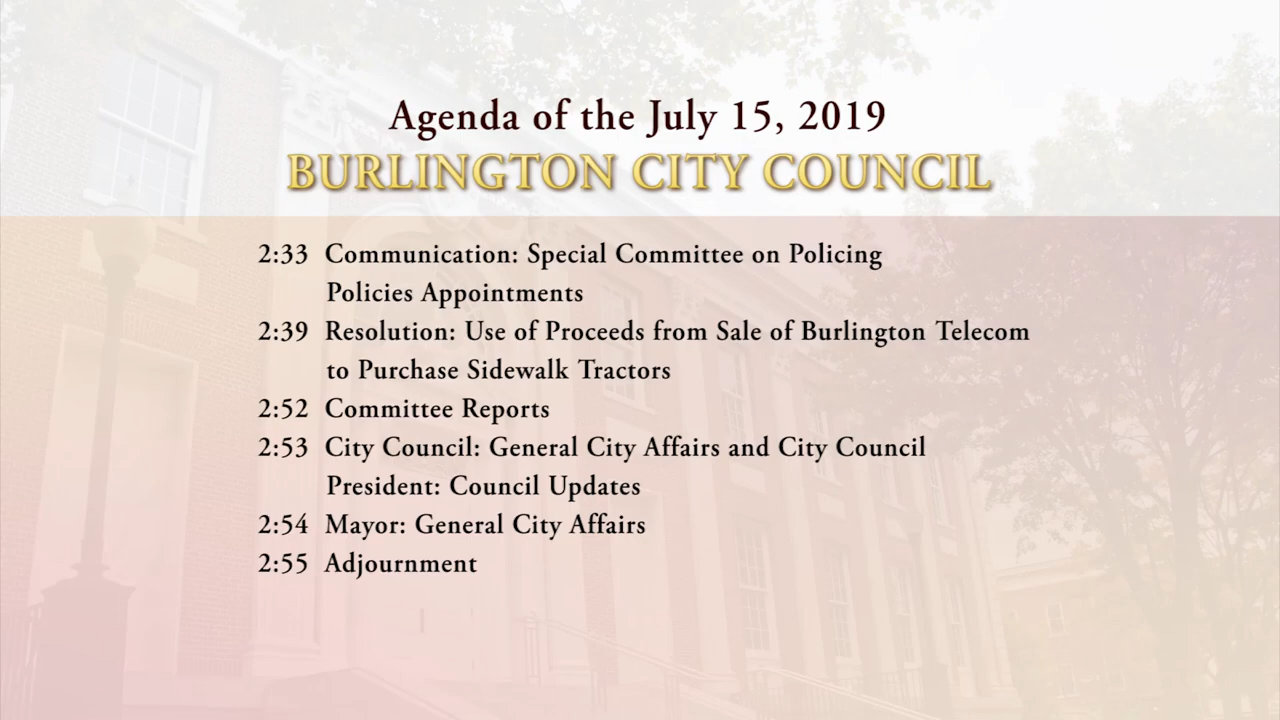 Agenda of the July 15, 2019
BURLINGTON CITY COUNCIL
2:33 Communication: Special Committee on Policing
Policies Appointments
2:39 Resolution: Use of Proceeds from Sale of Burlington Telecom
to Purchase Sidewalk Tractors
2:52 Committee Reports
2:53 City Council: General City Affairs and City Council
President: Council Updates
2:54 Mayor: General City Affairs
2:55 Adjournment